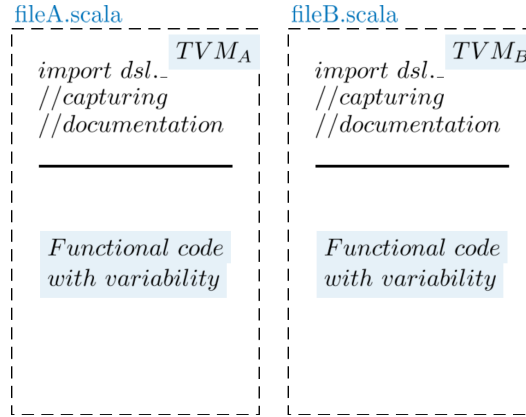 fileA.scala
TVM_A
import dsl._
//capturing
//documentation
Functional code
with variability
fileB.scala
TVM_B
import dsl._
//capturing
//documentation
Functional code
with variability